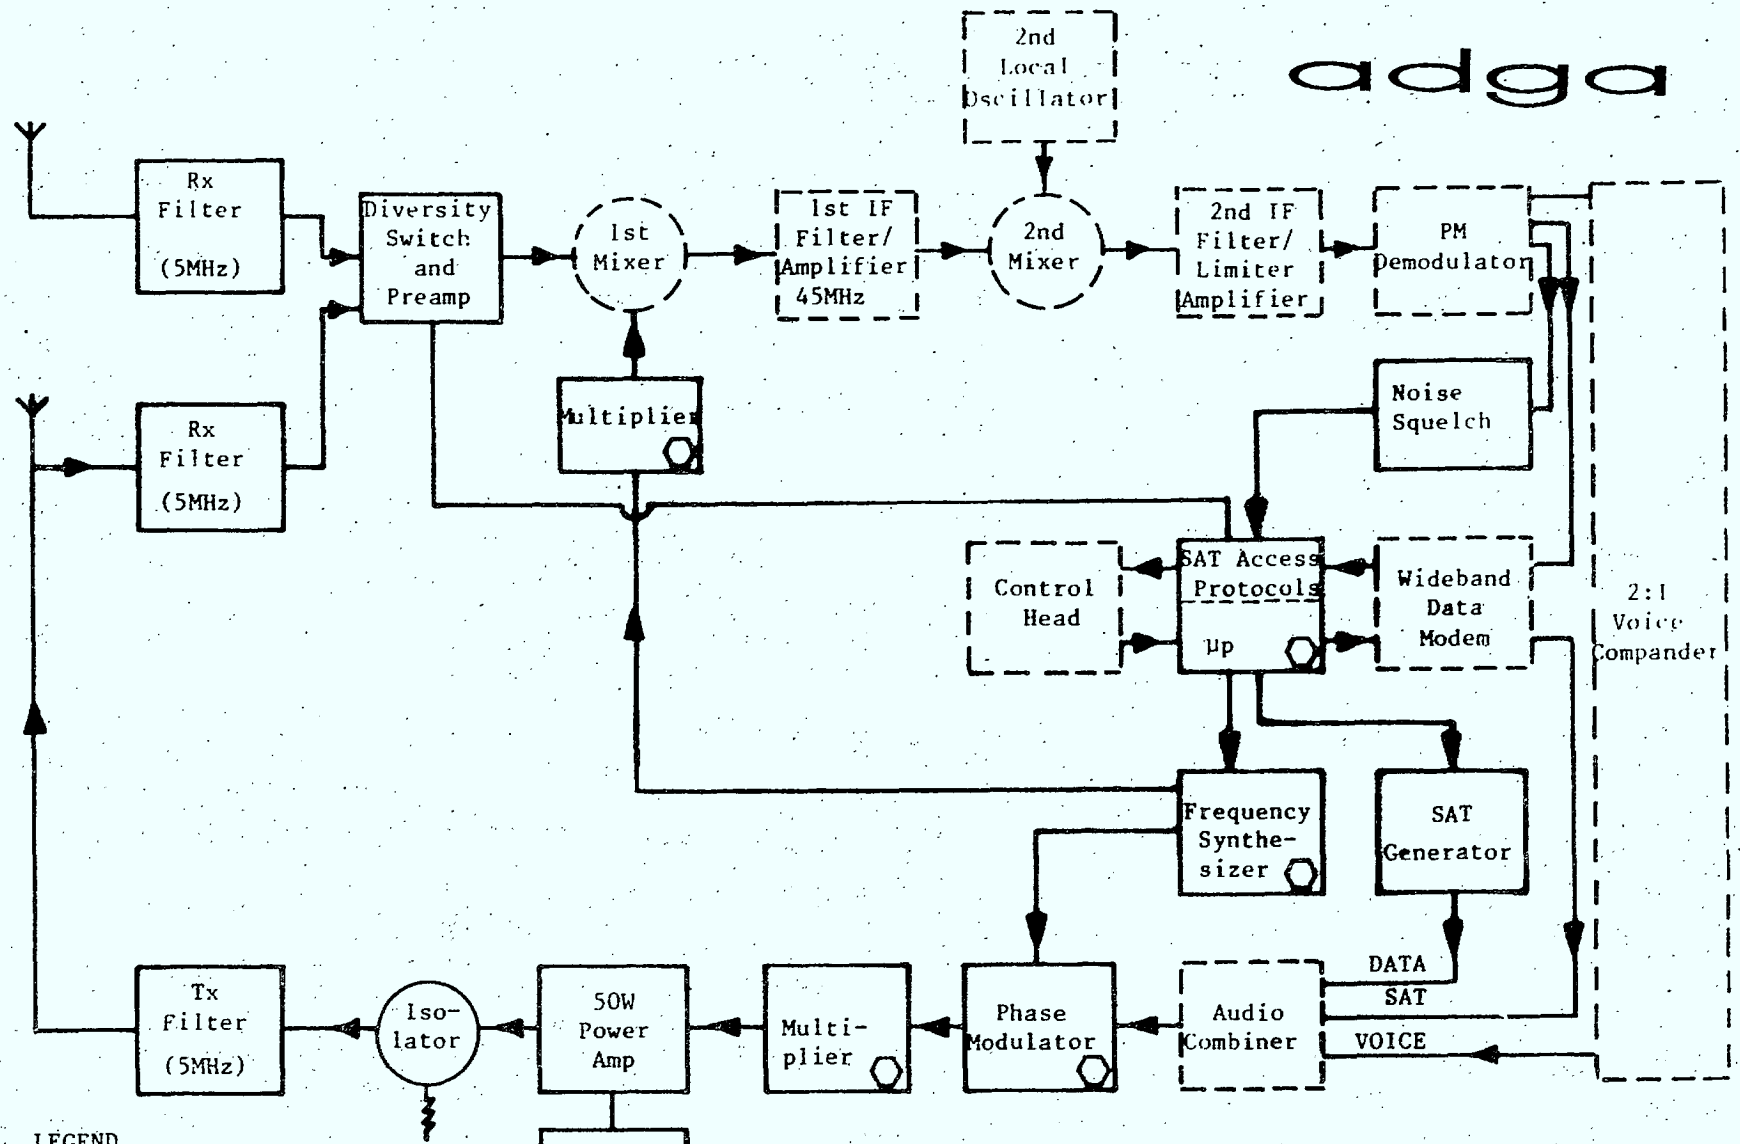 adga
2nd
Local
Oscillator
Rx
Filter
(5MHz)
Diversity
Switch
and
Preamp
1st
Mixer
1st IF
Filter/
Amplifier
45MHz
2nd
Mixer
2nd IF
Filter/
Limiter
Amplifier
PM
Demodulator
Multiplier
Noise
Squelch
Rx
Filter
(5MHz)
Control
Head
SAT Access
Protocols
µp
Wideband
Data
Modem
2:1
Voice
Compander
Frequency
Synthe-
sizer
SAT
Generator
Tx
Filter
(5MHz)
Iso-
lator
50W
Power
Amp
Multi-
plier
Phase
Modulator
Audio
Combiner
DATA
SAT
VOICE
LEGEND